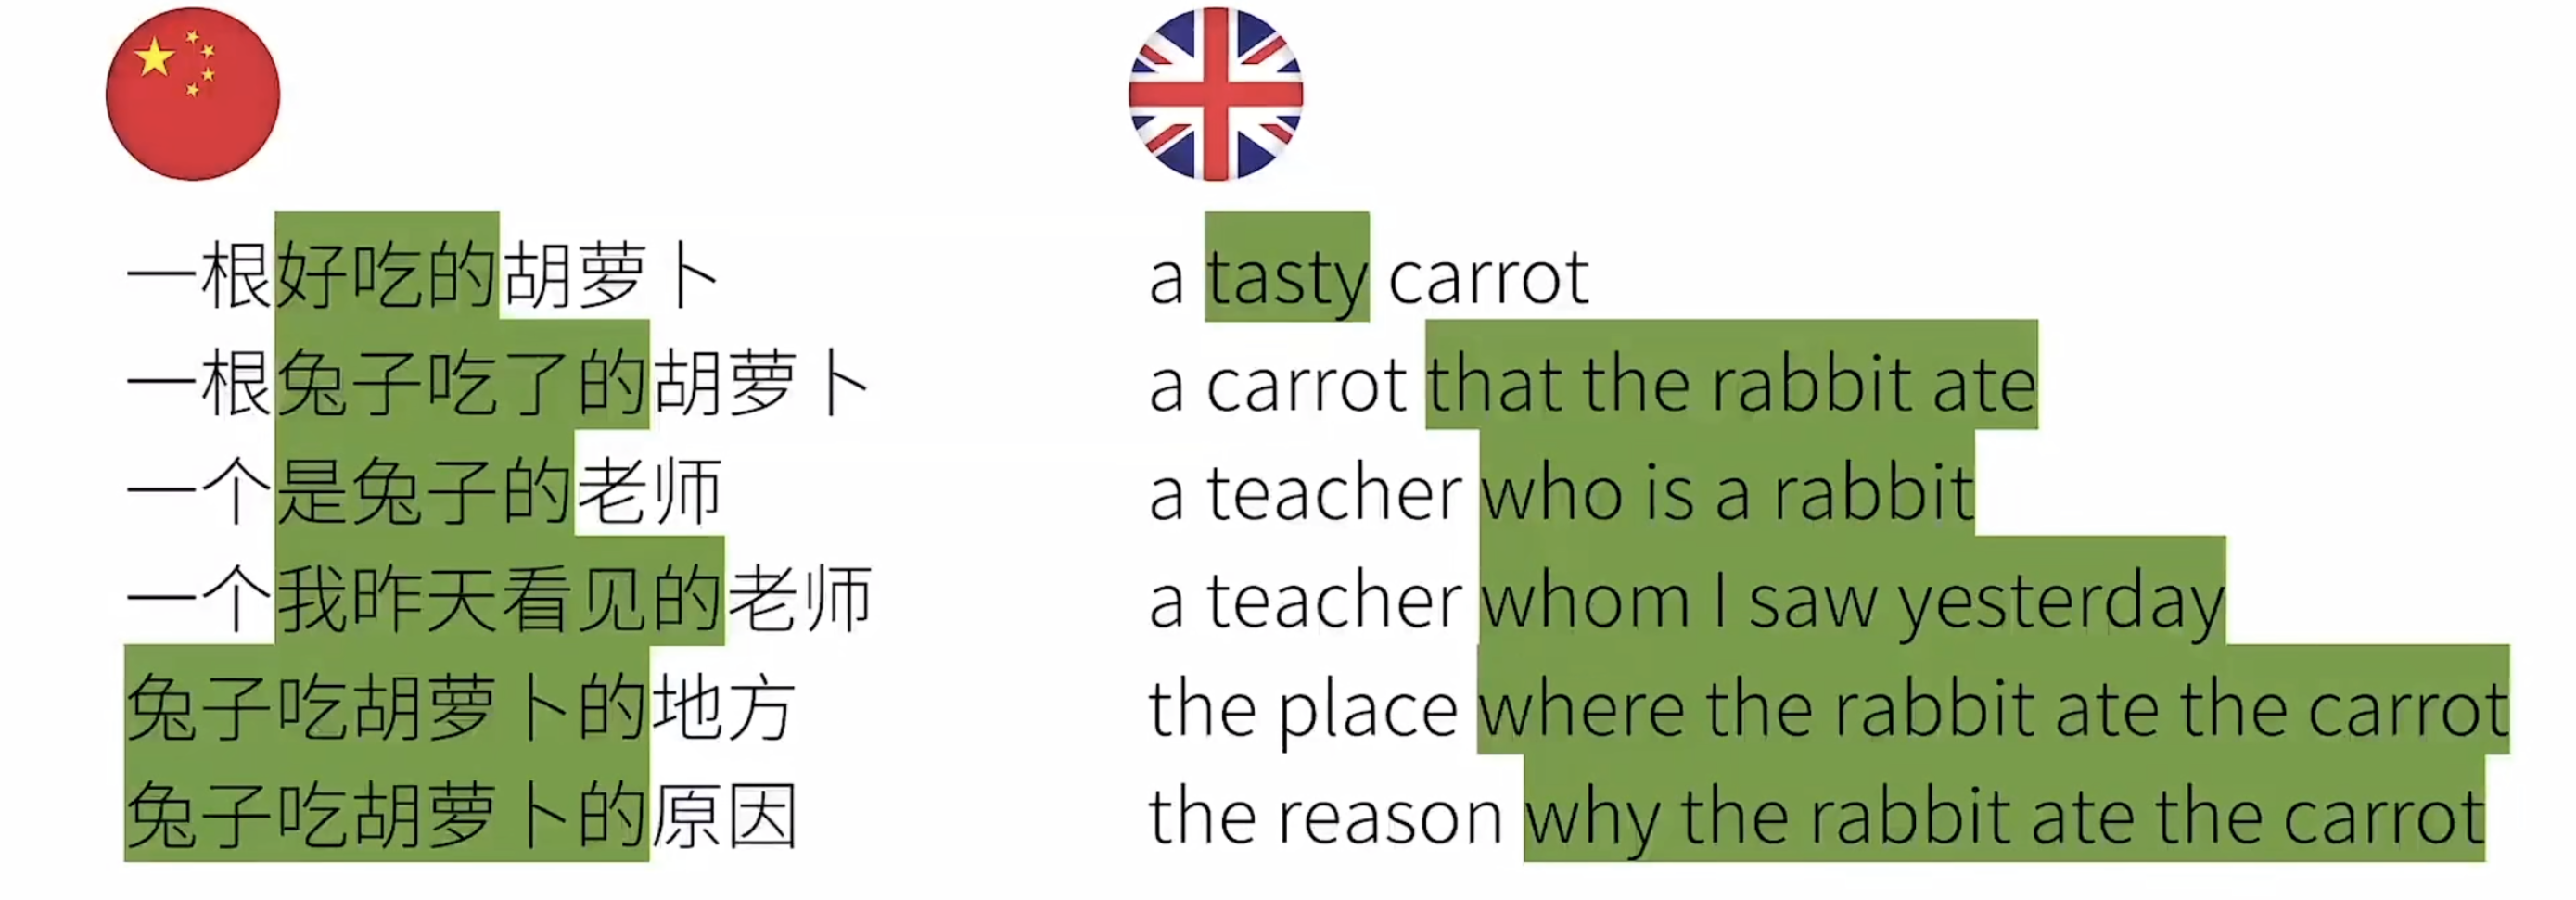 一根好吃的胡萝卜
一根兔子吃了的胡萝卜
一个是兔子的老师
一个我昨天看见的老师
兔子吃胡萝卜的地方
兔子吃胡萝卜的原因
a tasty carrot
a carrot that the rabbit ate
a teacher who is a rabbit
a teacher whom I saw yesterday
the place where the rabbit ate the carrot
the reason why the rabbit ate the carrot